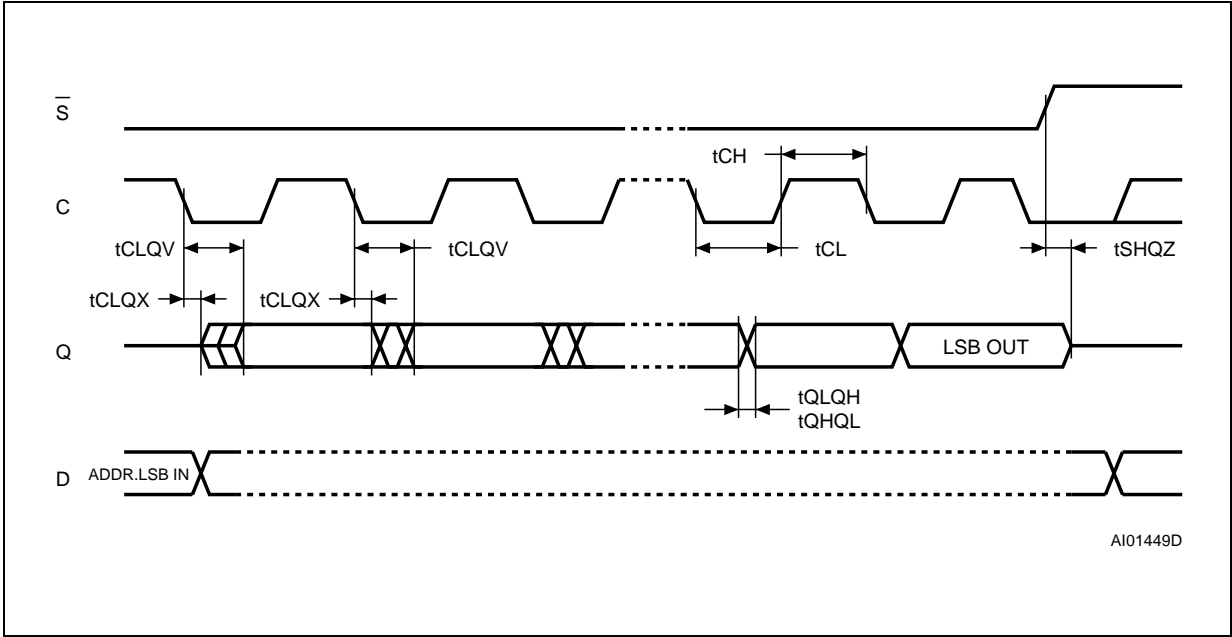 S̅
tCH
C
tCLQV
tCLQV
tCL
tSHQZ
tCLQX
tCLQX
Q
LSB OUT
tQLQH
tQHQL
D
ADDR.LSB IN
AI01449D